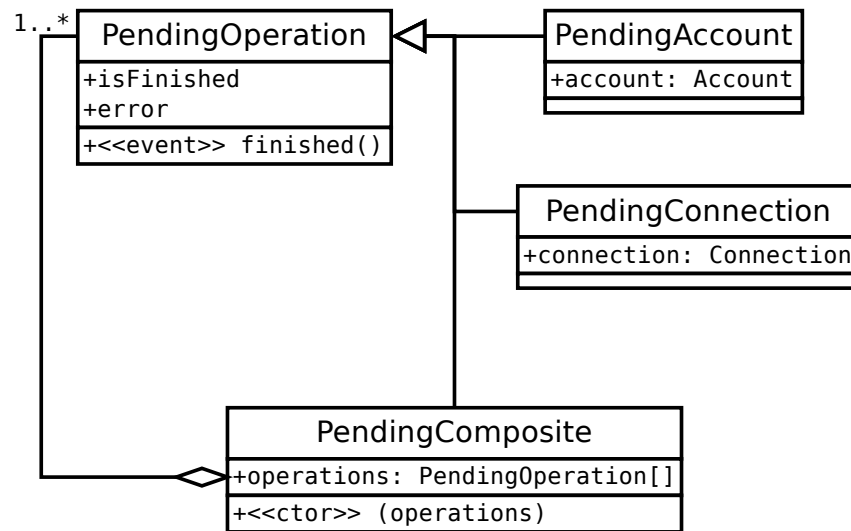 1..*
PendingOperation
+isFinished
+error
+<<event>> finished()
PendingAccount
+account: Account
PendingConnection
+connection: Connection
PendingComposite
+operations: PendingOperation[]
+<<ctor>> (operations)